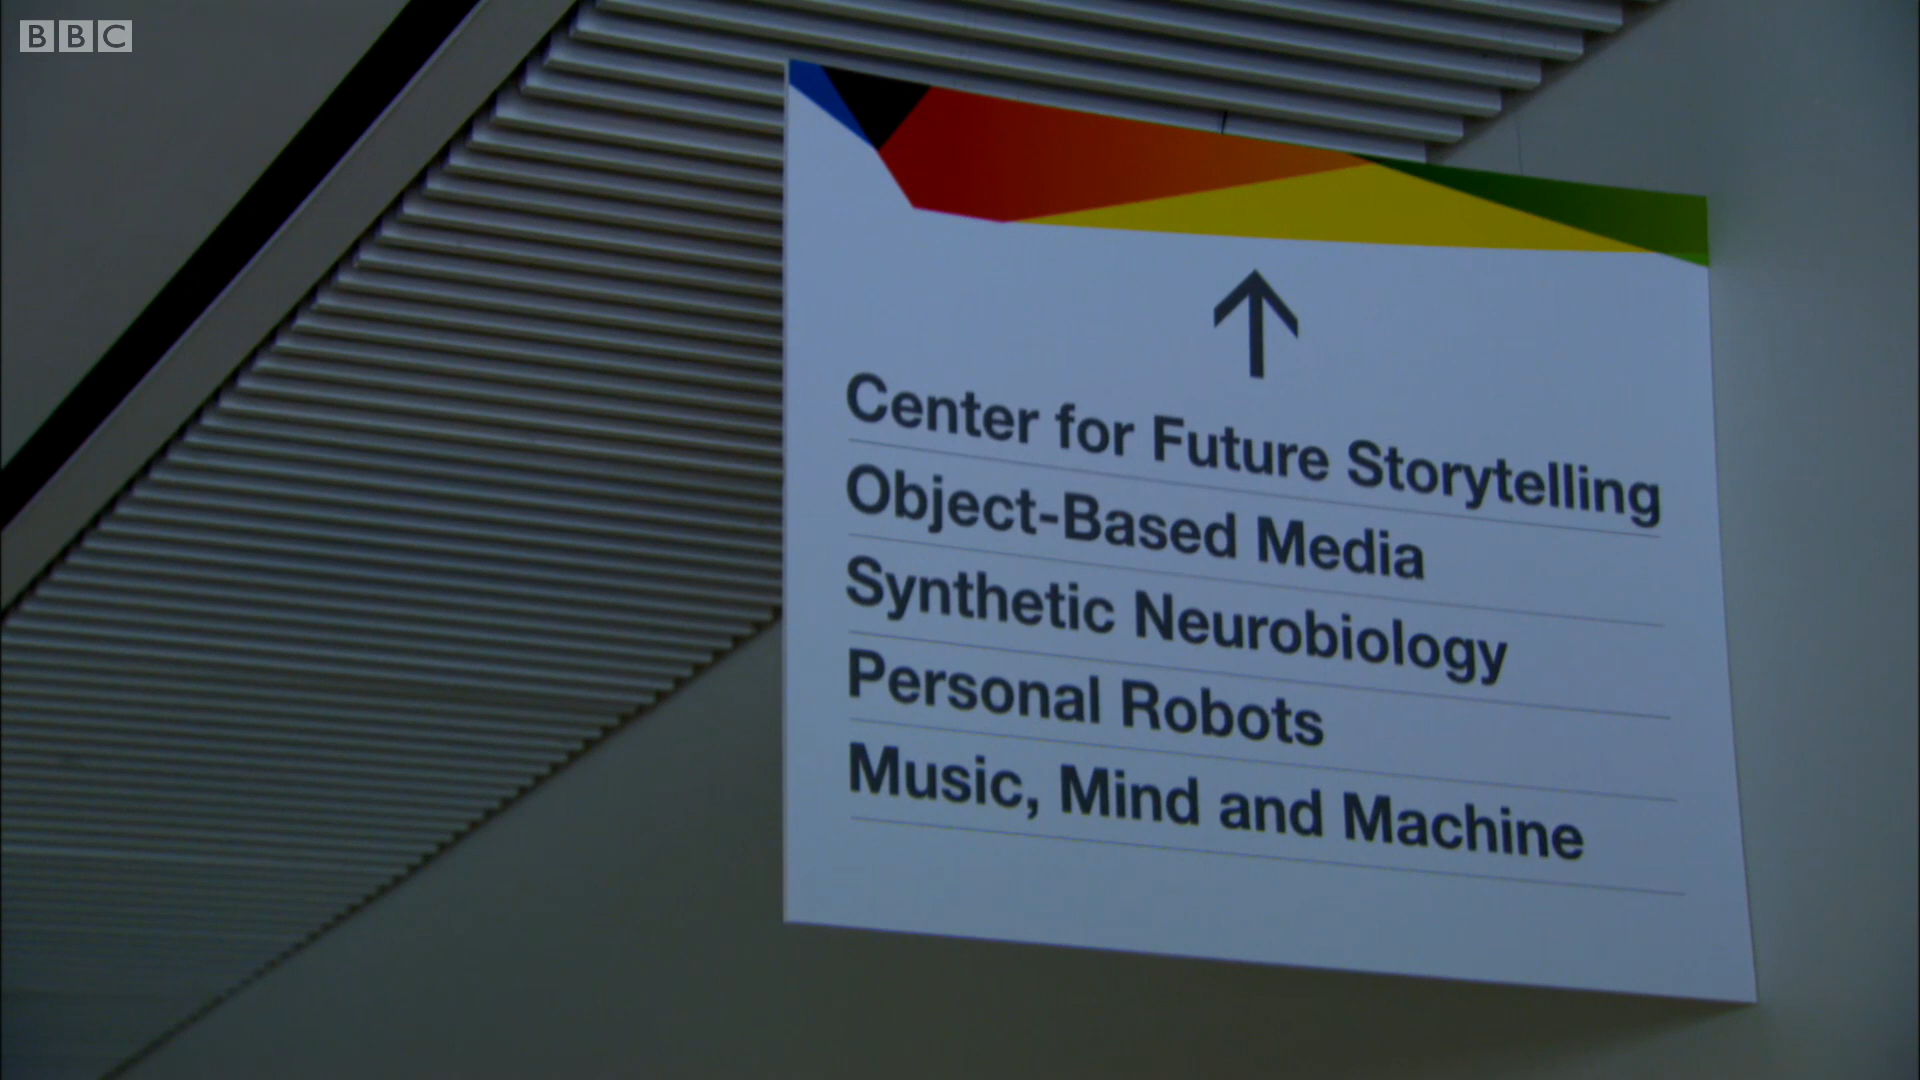 BBC
Center for Future Storytelling
Object-Based Media
Synthetic Neurobiology
Personal Robots
Music, Mind and Machine